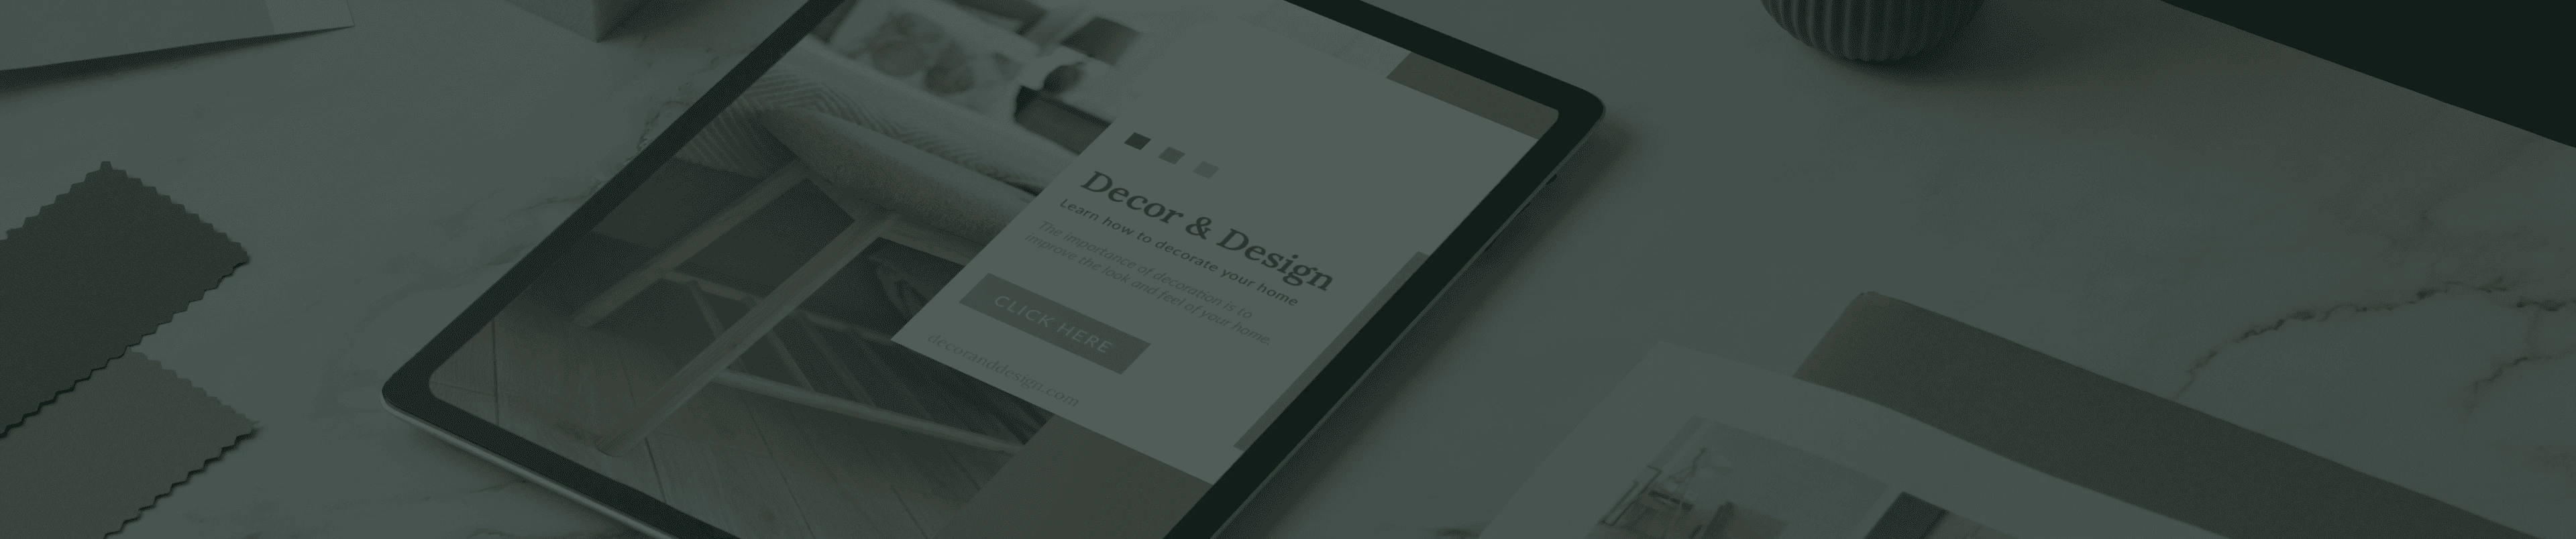 Decor & Design
Learn how to decorate your home
The importance of decoration is to
improve the look and feel of your home.
CLICK HERE
decoranddesign.com